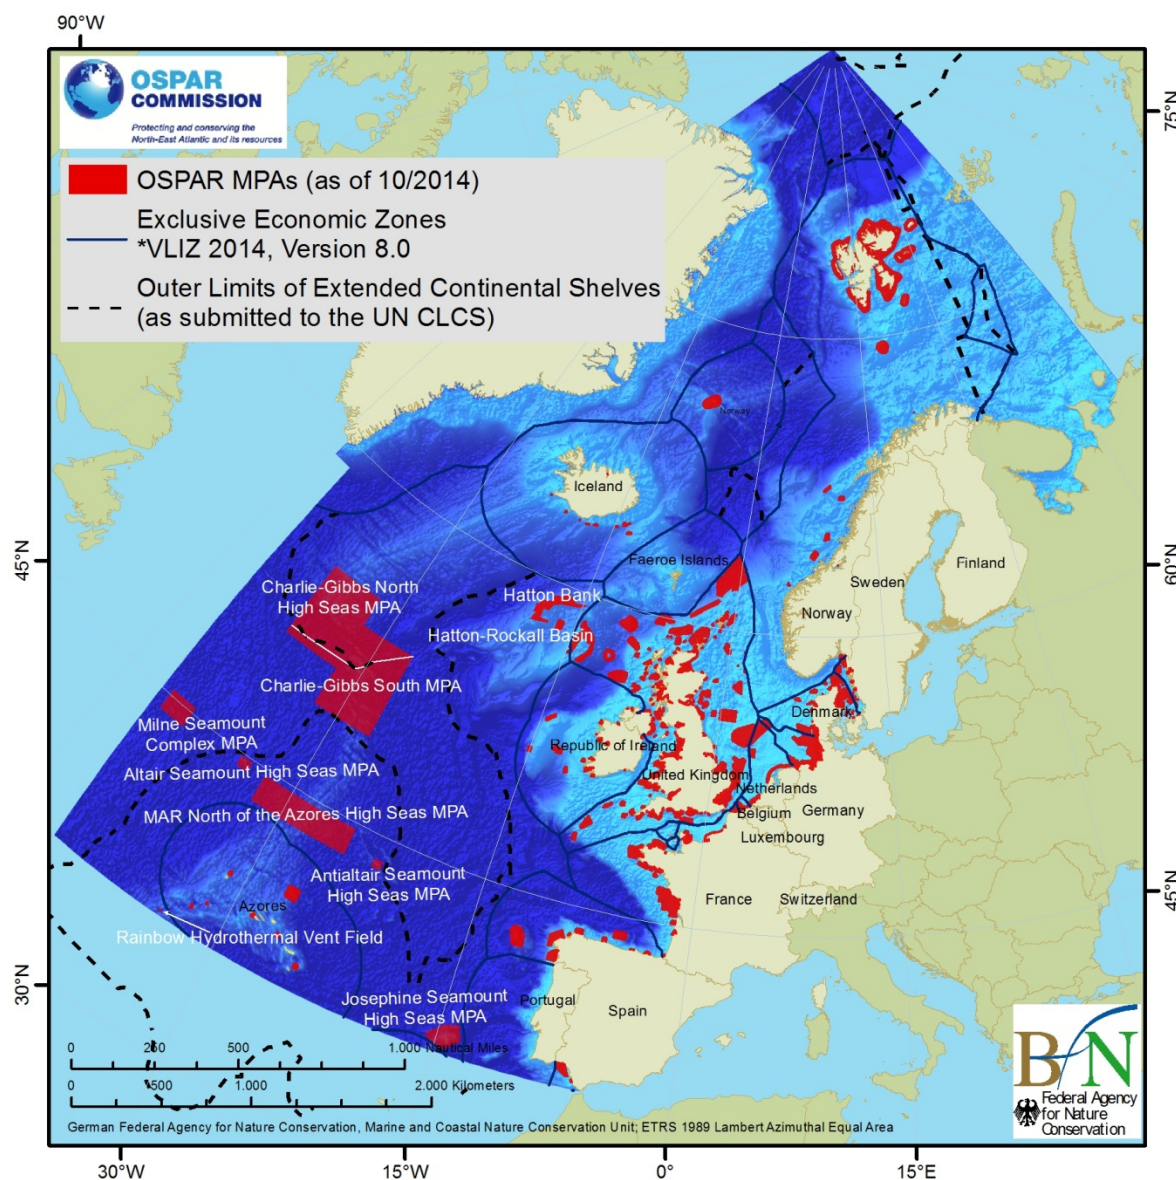 90°W
OSPAR
COMMISSION
Protecting and conserving the
North-East Atlantic and its resources
75°N
OSPAR MPAs (as of 10/2014)
Exclusive Economic Zones
*VLIZ 2014, Version 8.0
Outer Limits of Extended Continental Shelves
(as submitted to the UN CLCS)
Norway
Iceland
45°N
60°N
Faeroe Islands
Finland
Sweden
Charlie-Gibbs North
High Seas MPA
Hatton Bank
Norway
Hatton-Rockall Basin
Charlie-Gibbs South MPA
Denmark
Milne Seamount
Complex MPA
Republic of Ireland
Altair Seamount High Seas MPA
United Kingdom
Netherlands
MAR North of the Azores High Seas MPA
Belgium
Germany
Luxembourg
Antialtair Seamount
High Seas MPA
45°N
Azores
France
Switzerland
Rainbow Hydrothermal Vent Field
30°N
Josephine Seamount
High Seas MPA
Portugal
Spain
0 250 500 1.000 Nautical Miles
0 500 1.000 2.000 Kilometers
BfN
Federal Agency
for Nature
Conservation
German Federal Agency for Nature Conservation, Marine and Coastal Nature Conservation Unit; ETRS 1989 Lambert Azimuthal Equal Area
30°W
15°W
0°
15°E